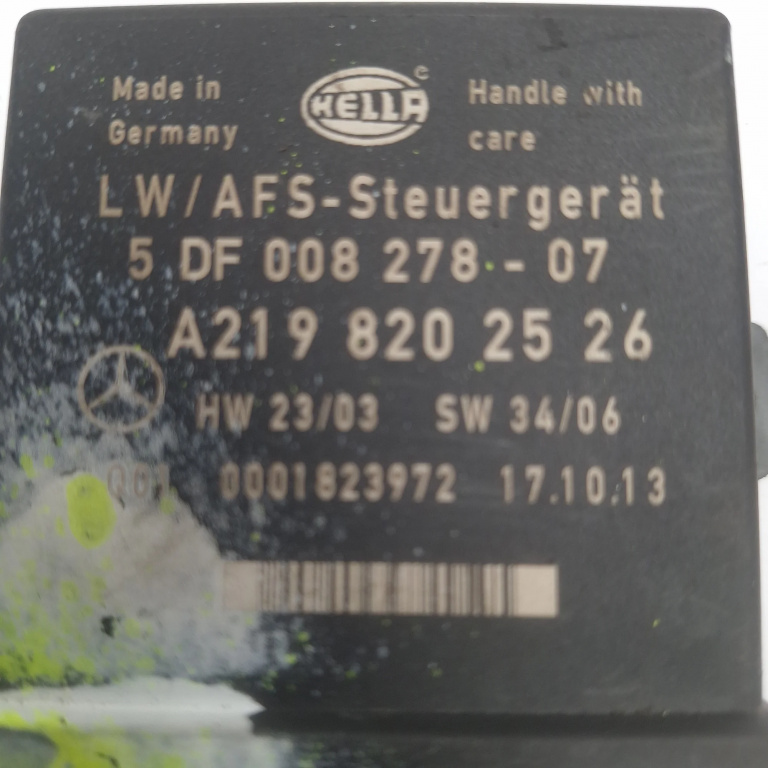 Made in
Germany
HELLA
Handle with
care
LW/AFS-Steuergerät
5 DF 008 278 - 07
A219 820 25 26
HW 23/03 SW 34/06
001 0001823972 17.10.13